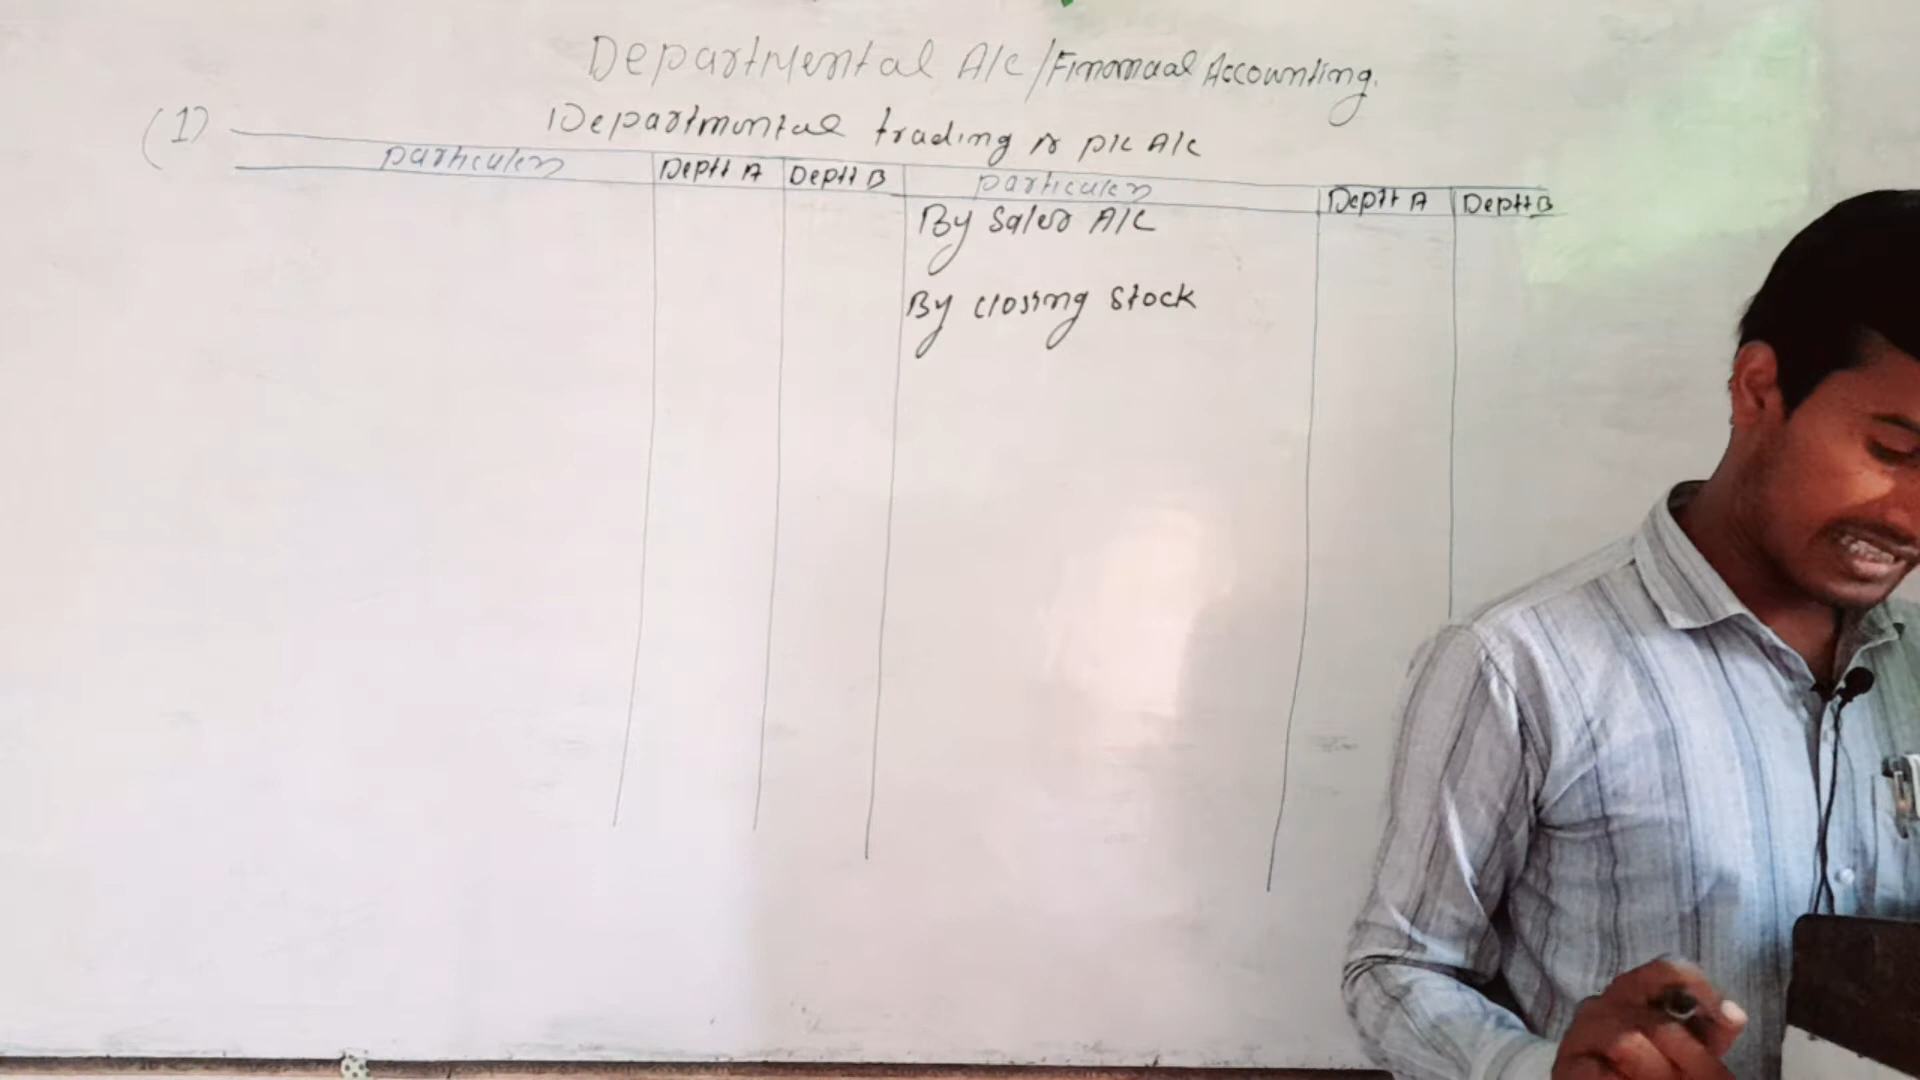 Departmental A/c / Financial Accounting.
(1) Departmental trading & P/L A/c
Particulars Deptt A Deptt B Particulars Deptt A Deptt B
By Sales A/C
By Closing Stock